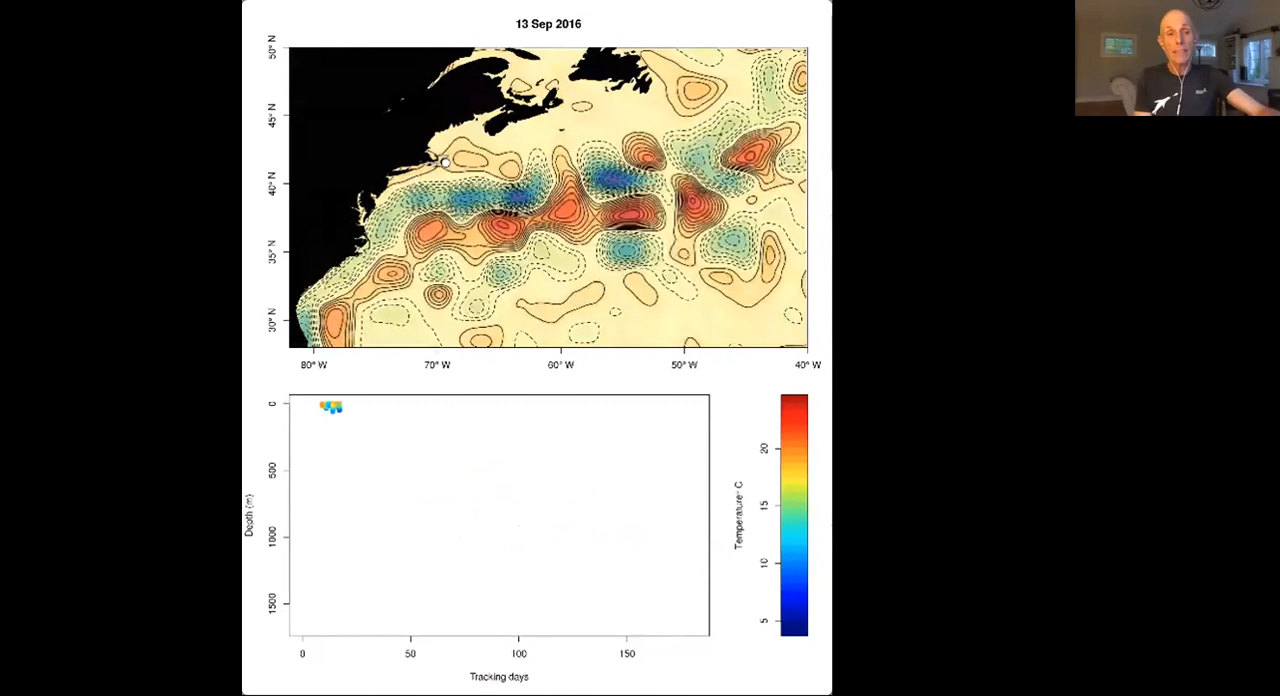 13 Sep 2016
50° N
45° N
40° N
35° N
30° N
80° W
70° W
60° W
50° W
40° W
0
500
1000
1500
Depth (m)
0
50
100
150
Tracking days
20
15
10
5
Temperature° C